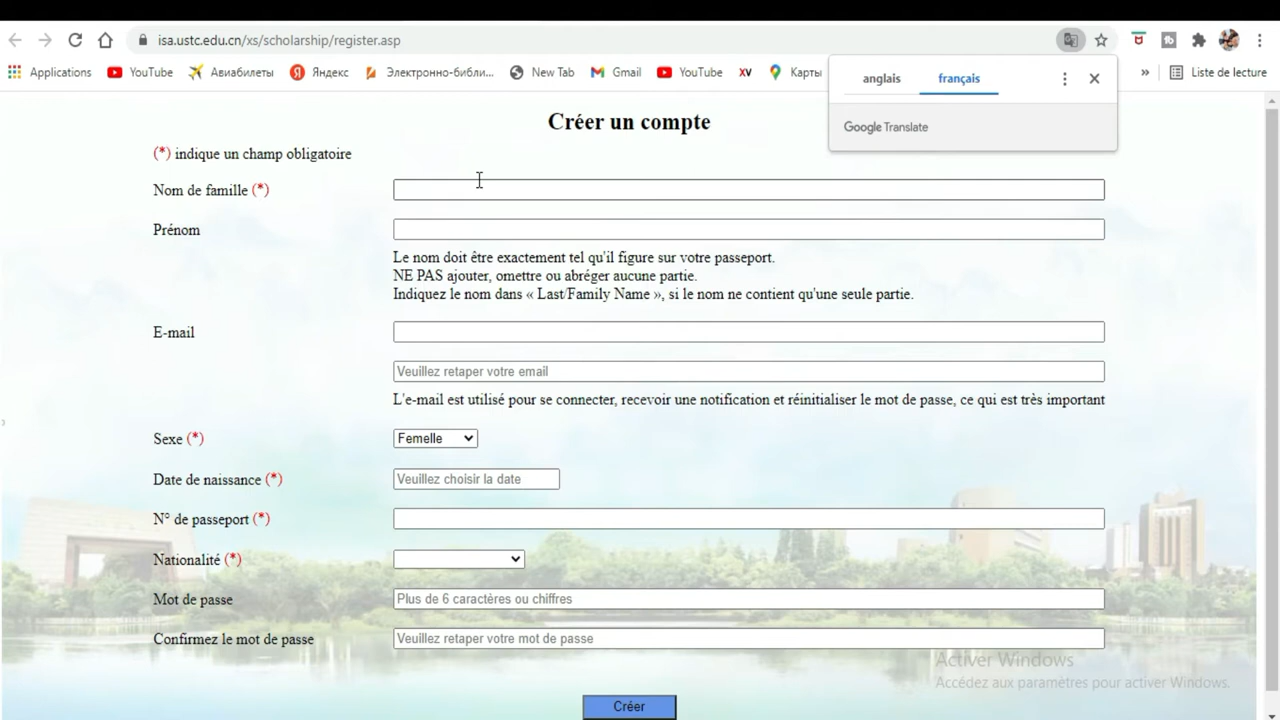 isa.ustc.edu.cn/xs/scholarship/register.asp
Applications YouTube Авиабилеты Яндекс Электронно-библи... New Tab Gmail YouTube XV Карты » Liste de lecture
anglais français
Google Translate
Créer un compte
(*) indique un champ obligatoire
Nom de famille (*)
Prénom
Le nom doit être exactement tel qu'il figure sur votre passeport.
NE PAS ajouter, omettre ou abréger aucune partie.
Indiquez le nom dans « Last/Family Name », si le nom ne contient qu'une seule partie.
E-mail
Veuillez retaper votre email
L'e-mail est utilisé pour se connecter, recevoir une notification et réinitialiser le mot de passe, ce qui est très important
Sexe (*) Femelle
Date de naissance (*) Veuillez choisir la date
N° de passeport (*)
Nationalité (*)
Mot de passe Plus de 6 caractères ou chiffres
Confirmez le mot de passe Veuillez retaper votre mot de passe
Activer Windows
Accédez aux paramètres pour activer Windows.
Créer